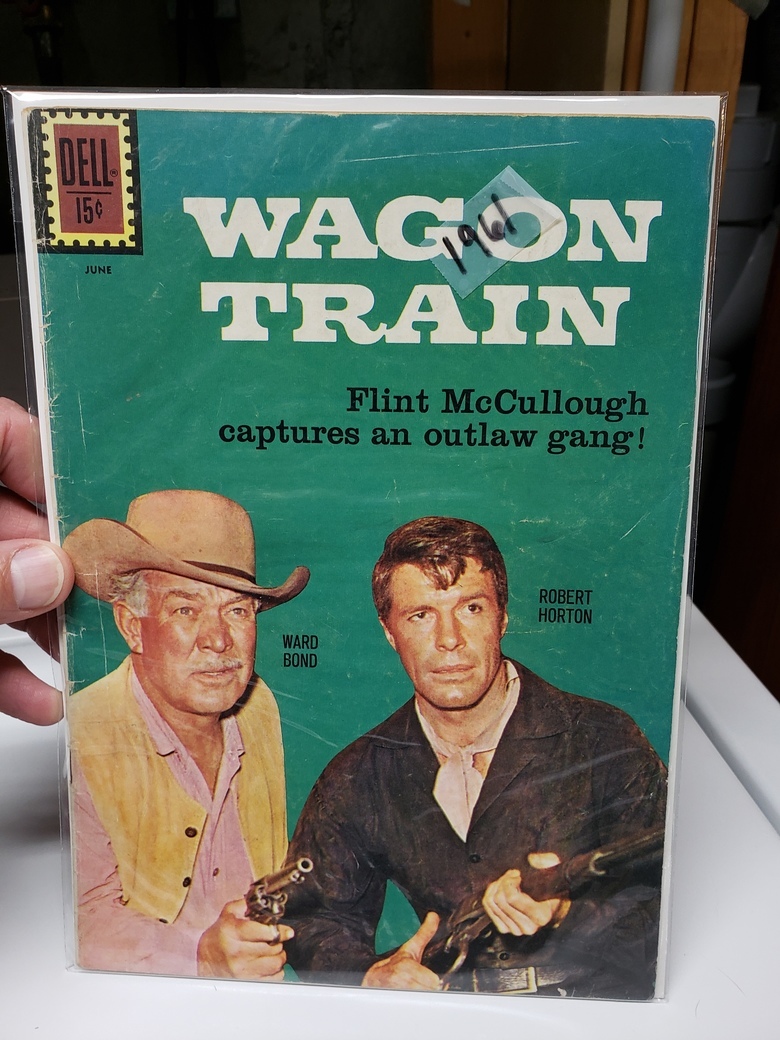 DELL®
15¢
JUNE
WAGON
1961
TRAIN
Flint McCullough
captures an outlaw gang!
ROBERT
HORTON
WARD
BOND